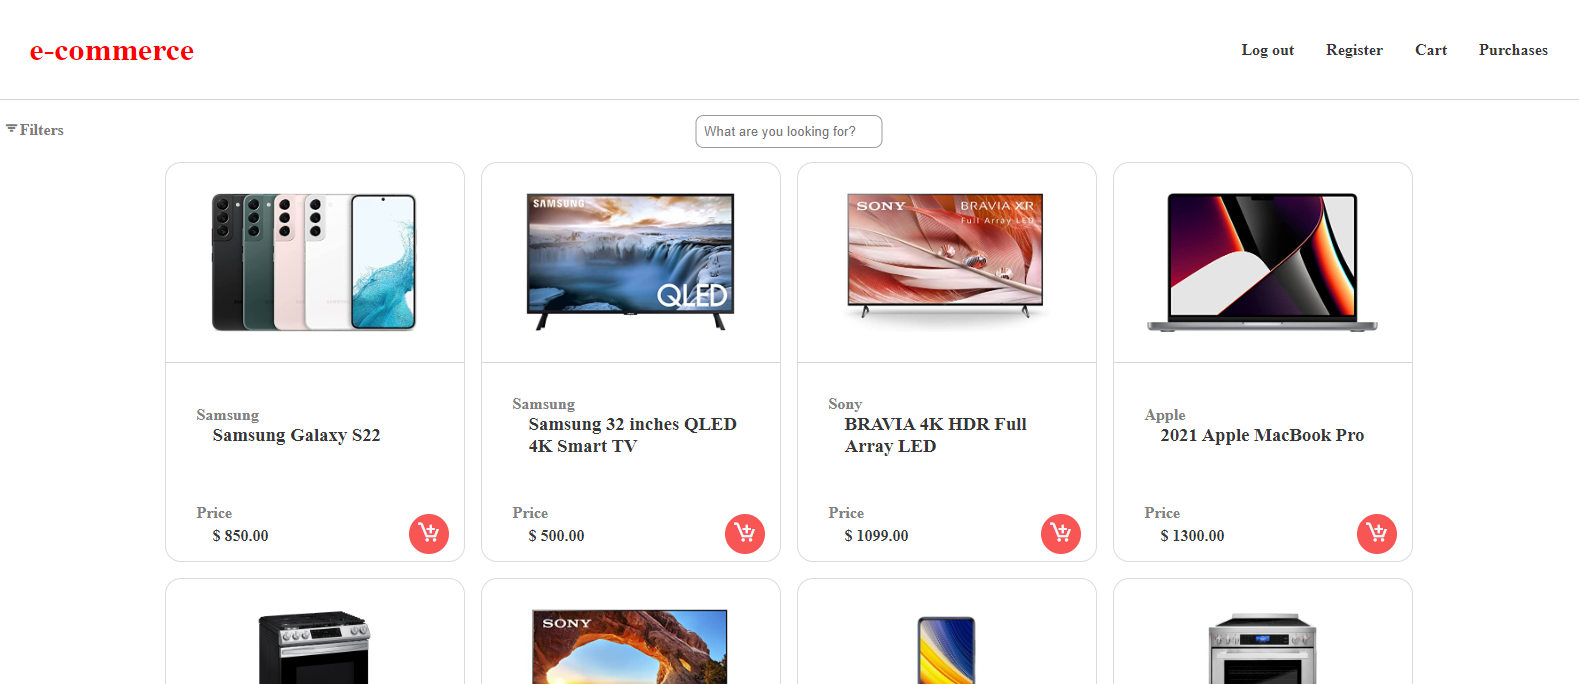 e-commerce
Log out Register Cart Purchases
Filters
What are you looking for?
SAMSUNG
QLED
SONY
BRAVIA XR
Full Array LED
Samsung
Samsung Galaxy S22
Price
$ 850.00
Samsung
Samsung 32 inches QLED
4K Smart TV
Price
$ 500.00
Sony
BRAVIA 4K HDR Full
Array LED
Price
$ 1099.00
Apple
2021 Apple MacBook Pro
Price
$ 1300.00
SONY